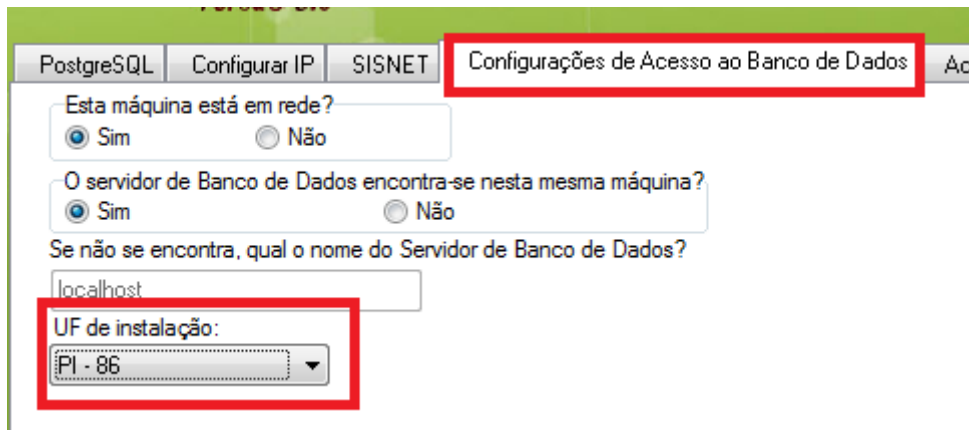 PostgreSQL Configurar IP SISNET Configurações de Acesso ao Banco de Dados Ac
Esta máquina está em rede?
Sim Não
O servidor de Banco de Dados encontra-se nesta mesma máquina?
Sim Não
Se não se encontra, qual o nome do Servidor de Banco de Dados?
localhost
UF de instalação:
PI - 86